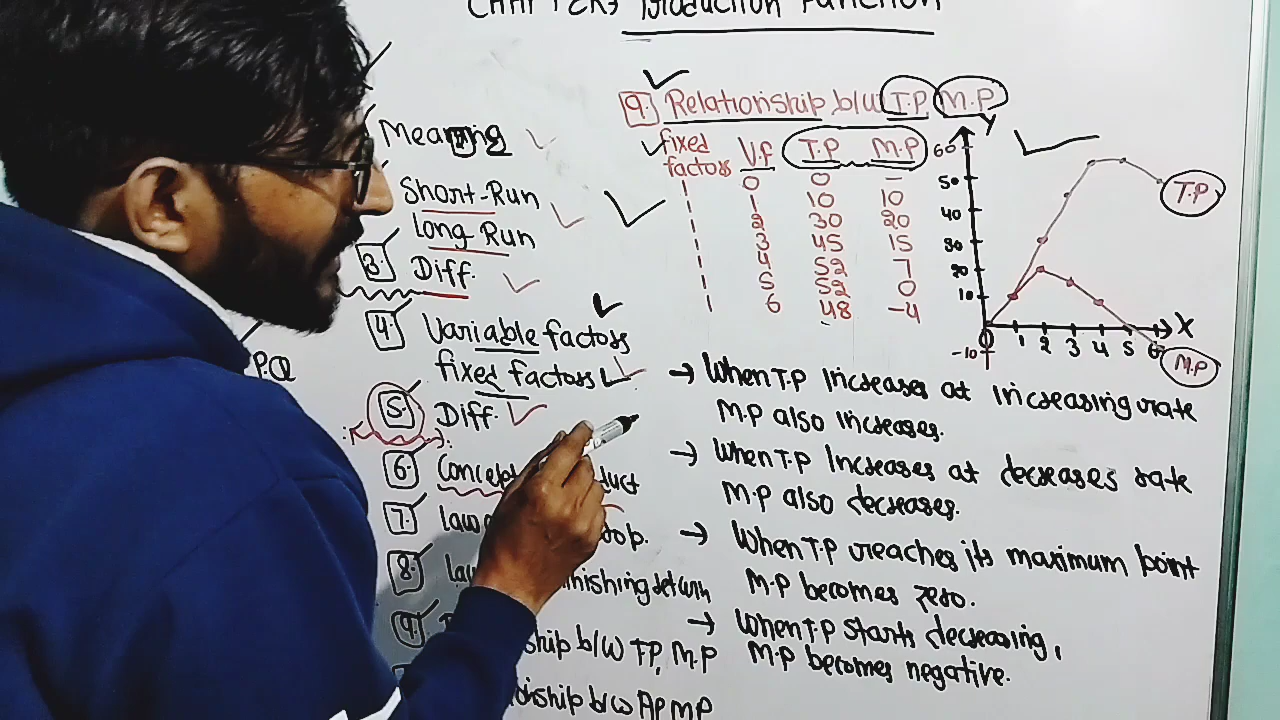 Production Function
Meaning
Short-Run
Long-Run
3. Diff.
4. Variable factors
fixed factors
5. Diff.
6. Concept
7. law
8.
9.
ship b/w T.P, M.P
b/w AP MP
P.Q
9. Relationship b/w T.P, M.P
fixed factors V.f T.P M.P
0 0 –
1 10 10
2 30 20
3 45 15
4 52 7
5 52 0
6 48 -4
Y
60
50
40
30
20
10
0
-10
1 2 3 4 5 6 X
T.P
M.P
→ When T.P Increases at increasing rate
M.P also increases.
→ When T.P Increases at decreases rate
M.P also decreases.
→ When T.P reaches its maximum point
M.P becomes zero.
→ When T.P starts decreasing,
M.P becomes negative.